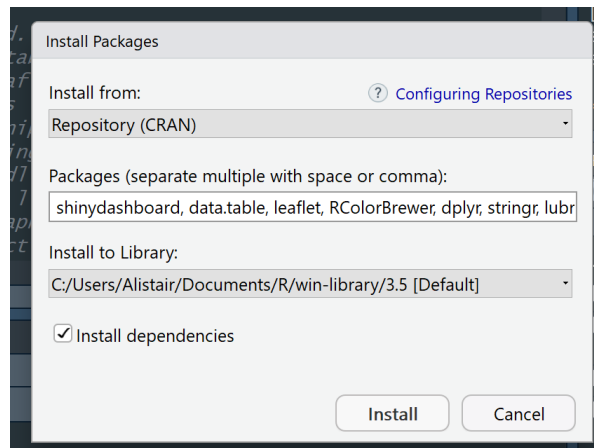 Install Packages
Install from:
? Configuring Repositories
Repository (CRAN)
Packages (separate multiple with space or comma):
shinydashboard, data.table, leaflet, RColorBrewer, dplyr, stringr, lubr
Install to Library:
C:/Users/Alistair/Documents/R/win-library/3.5 [Default]
Install dependencies
Install
Cancel